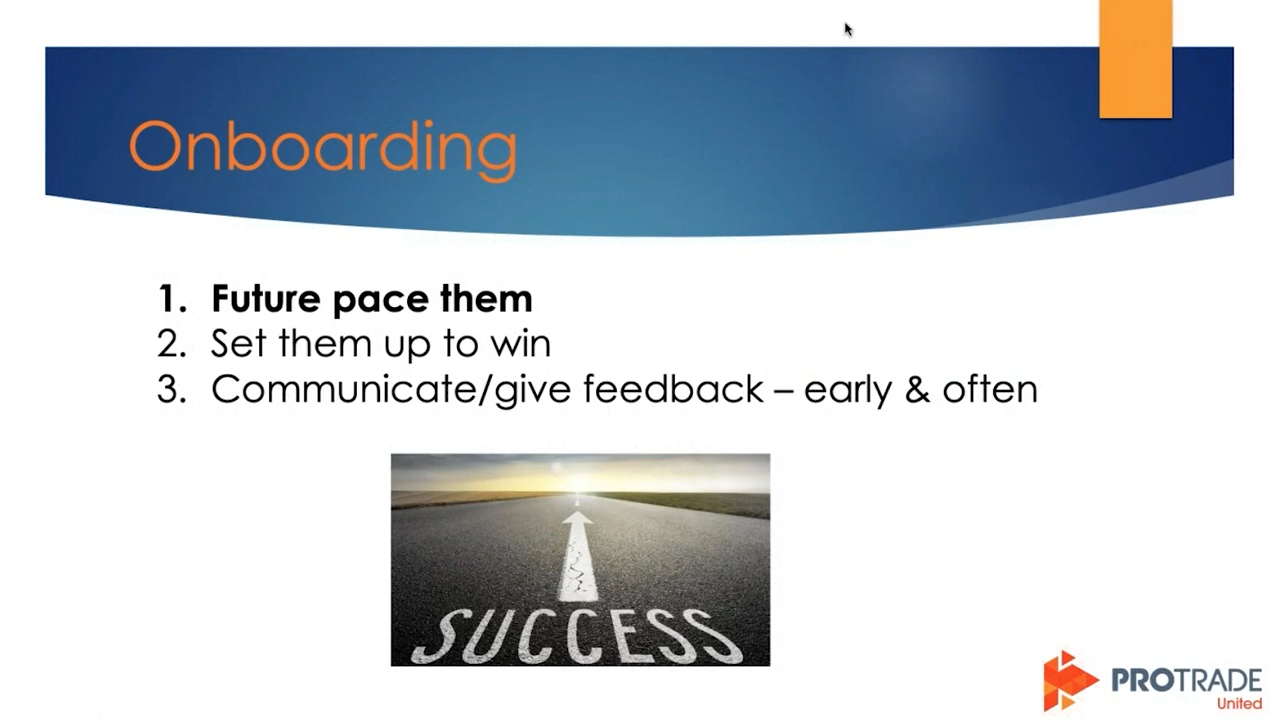 Onboarding
1. Future pace them
2. Set them up to win
3. Communicate/give feedback – early & often
SUCCESS
PROTRADE
United